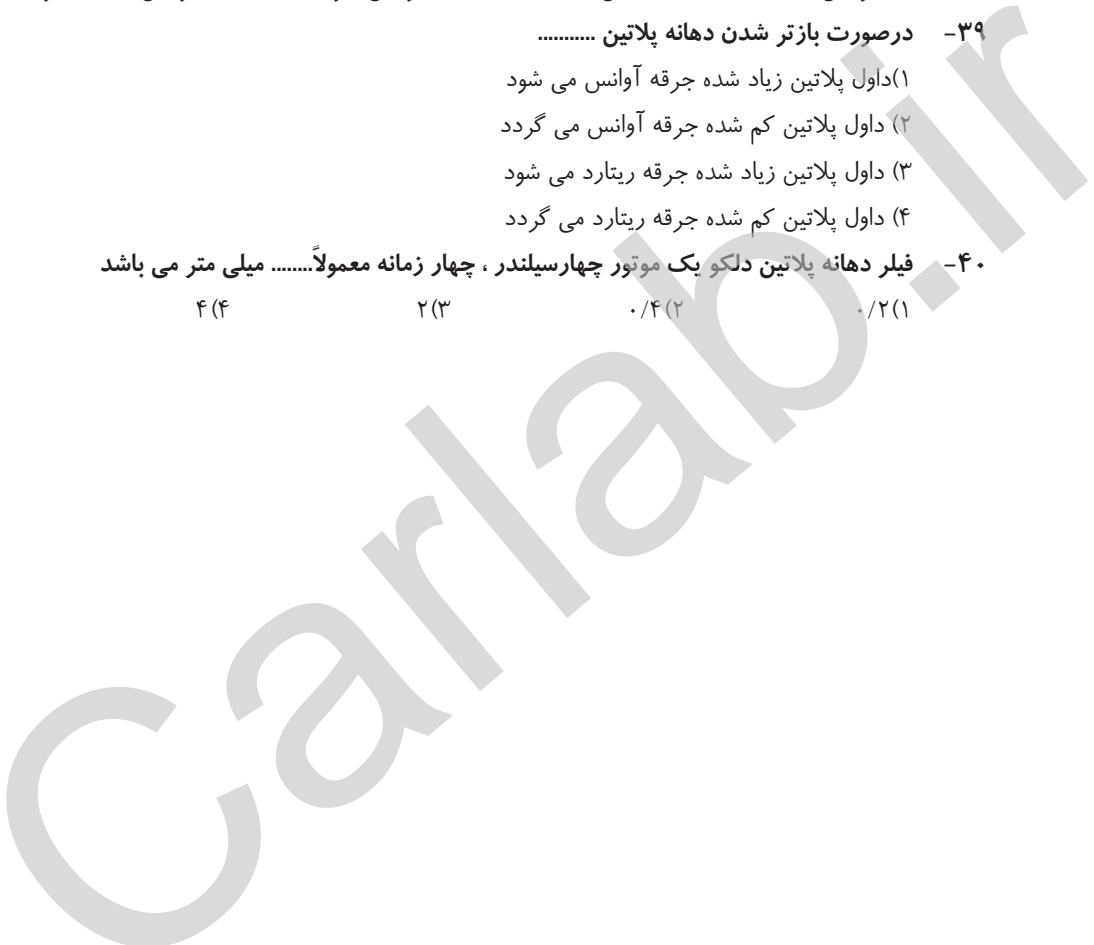 ۳۹- درصورت بازتر شدن دهانه پلاتین ...........
۱)داول پلاتین زیاد شده جرقه آوانس می شود
۲) داول پلاتین کم شده جرقه آوانس می گردد
۳) داول پلاتین زیاد شده جرقه ریتارد می شود
۴) داول پلاتین کم شده جرقه ریتارد می گردد
۴۰- فیلر دهانه پلاتین دلکو یک موتور چهارسیلندر ، چهار زمانه معمولاً........ میلی متر می باشد
۱)۰/۲ ۲)۰/۴ ۳)۲ ۴)۴
Carlab.ir